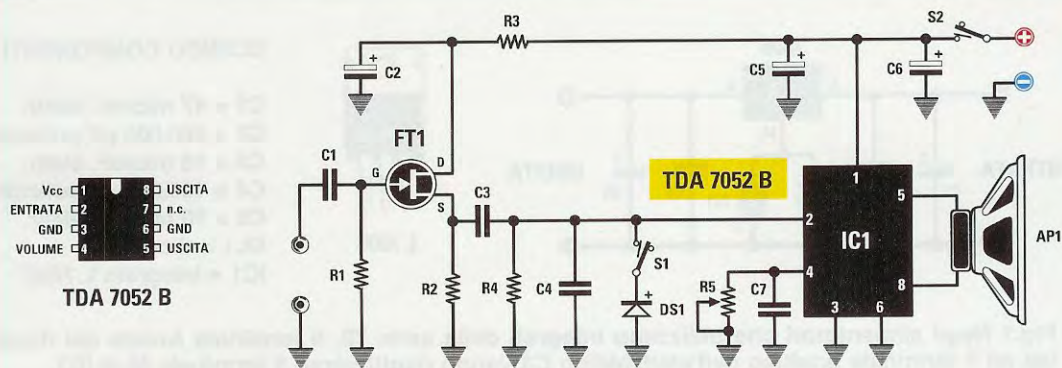 R3
S2
C2
C5
C6
+
+
+
FT1
C1
D
G
S
C3
TDA 7052 B
1
2
5
IC1
4
8
3
6
AP1
Vcc 1 8 USCITA
ENTRATA 2 7 n.c.
GND 3 6 GND
VOLUME 4 5 USCITA
TDA 7052 B
R1
R2
R4
C4
S1
+
DS1
R5
C7